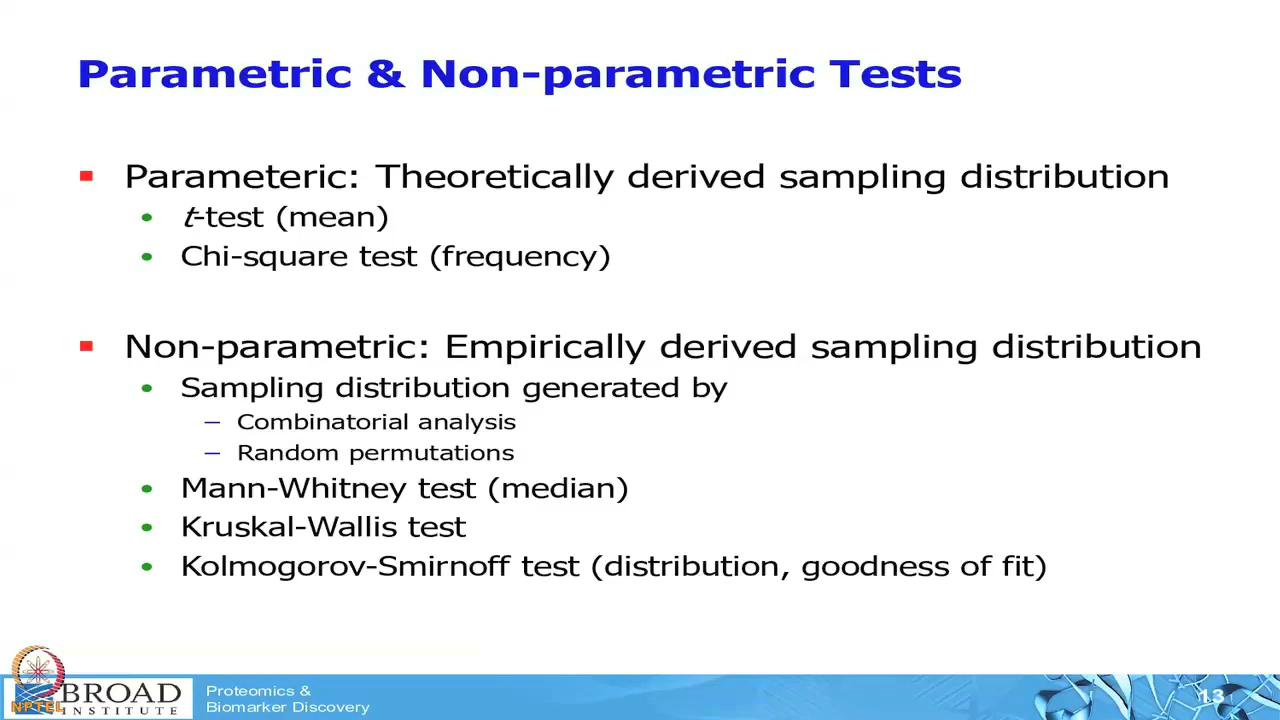 Parametric & Non-parametric Tests
Parameteric: Theoretically derived sampling distribution
t-test (mean)
Chi-square test (frequency)
Non-parametric: Empirically derived sampling distribution
Sampling distribution generated by
– Combinatorial analysis
– Random permutations
Mann-Whitney test (median)
Kruskal-Wallis test
Kolmogorov-Smirnoff test (distribution, goodness of fit)
BROAD
INSTITUTE
NPTEL
Proteomics &
Biomarker Discovery
13